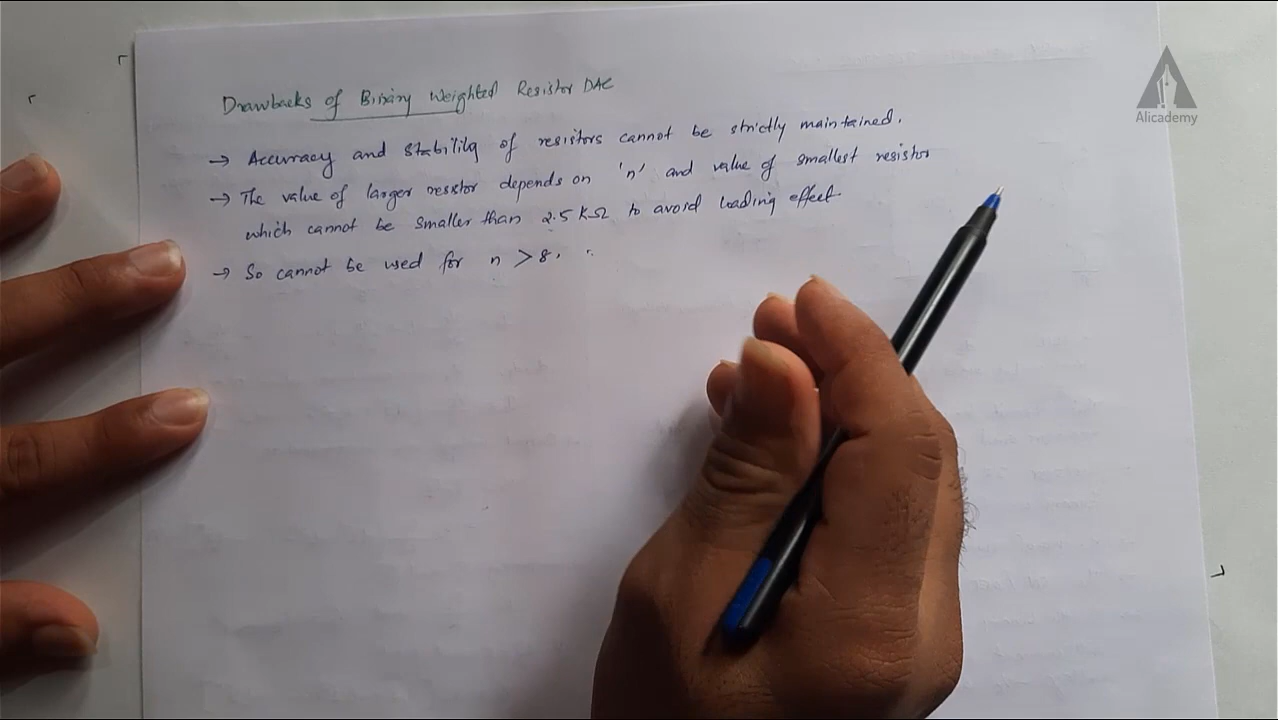 Drawbacks of Binary Weighted Resistor DAC
→ Accuracy and stability of resistors cannot be strictly maintained.
→ The value of larger resistor depends on 'n' and value of smallest resistor
which cannot be smaller than 2.5 KΩ to avoid loading effect
→ So cannot be used for n > 8.
Alicademy